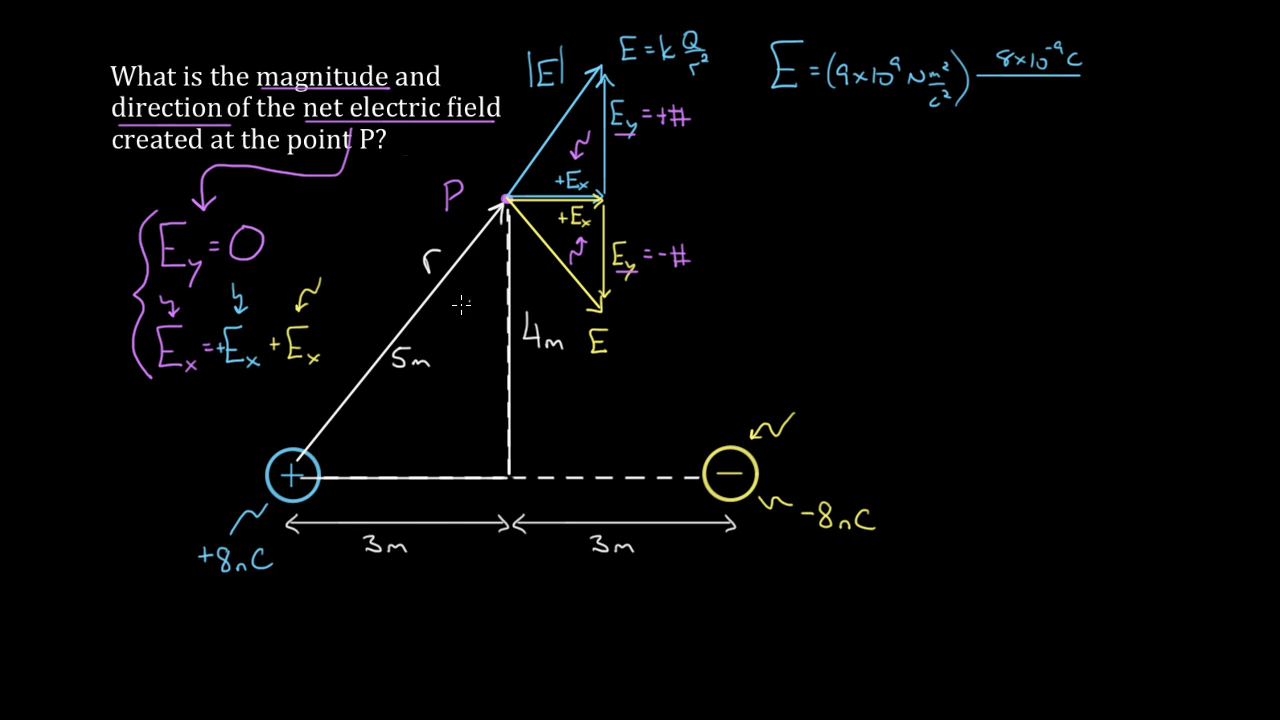 What is the magnitude and
direction of the net electric field
created at the point P?
|E|
E = k Q/r²
E = (9×10⁹ N m²/c²) 8×10⁻⁹ C
Ey = +#
+Ex
P
+Ex
Ey = -#
E
r
Ey = 0
Ex = +Ex + Ex
5m
4m
+
−
-8nC
+8nC
3m
3m